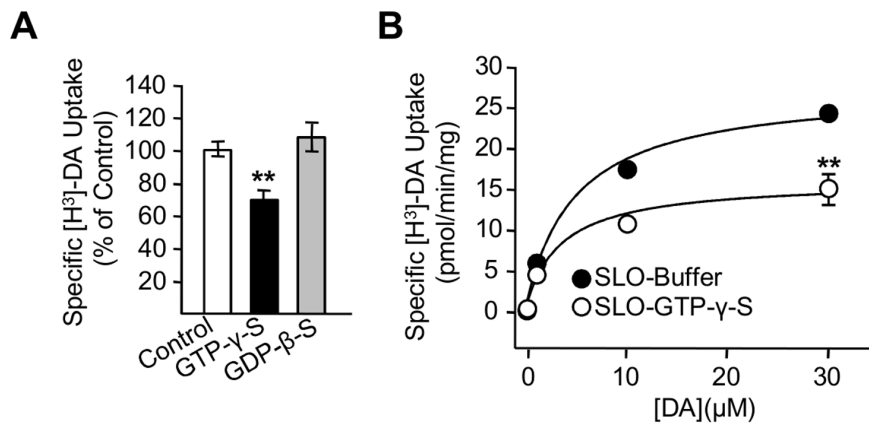 A
Specific [H³]-DA Uptake
(% of Control)
140
120
100
80
60
40
20
**
Control
GTP-γ-S
GDP-β-S
B
Specific [H³]-DA Uptake
(pmol/min/mg)
30
25
20
15
10
5
0
**
SLO-Buffer
SLO-GTP-γ-S
0 10 20 30
[DA](μM)